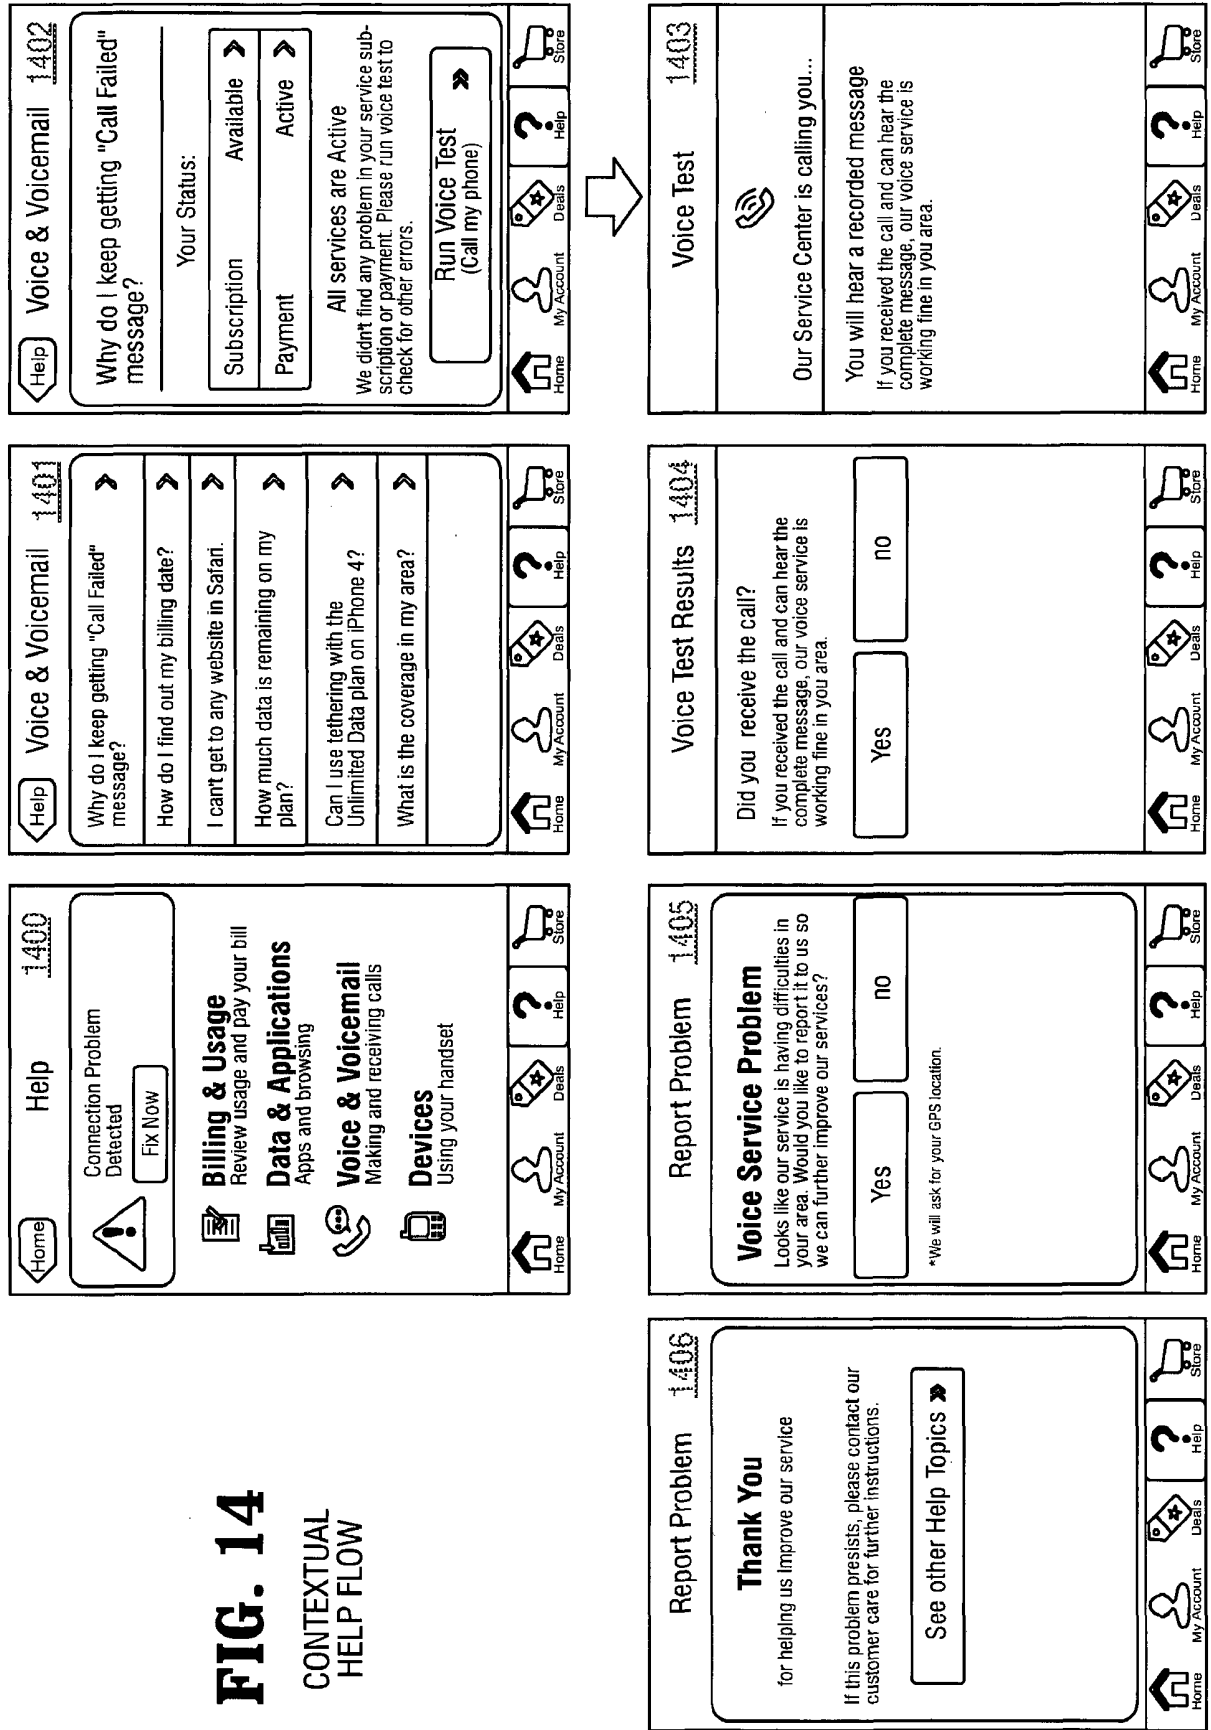 FIG. 14
CONTEXTUAL
HELP FLOW
Home
Help
1400
Connection Problem
Detected
Fix Now
Billing & Usage
Review usage and pay your bill
Data & Applications
Apps and browsing
Voice & Voicemail
Making and receiving calls
Devices
Using your handset
Home
My Account
Deals
Help
Store
Help
Voice & Voicemail
1401
Why do I keep getting "Call Failed"
message?
How do I find out my billing date?
I can't get to any website in Safari.
How much data is remaining on my
plan?
Can I use tethering with the
Unlimited Data plan on iPhone 4?
What is the coverage in my area?
Home
My Account
Deals
Help
Store
Help
Voice & Voicemail
1402
Why do I keep getting "Call Failed"
message?
Your Status:
Subscription Available
Payment Active
All services are Active
We didn't find any problem in your service sub-
scription or payment. Please run voice test to
check for other errors.
Run Voice Test
(Call my phone)
Home
My Account
Deals
Help
Store
Report Problem
1406
Thank You
for helping us Improve our service
If this problem presists, please contact our
customer care for further instructions.
See other Help Topics
Home
My Account
Deals
Help
Store
Report Problem
1405
Voice Service Problem
Looks like our service is having difficulties in
your area. Would you like to report it to us so
we can further improve our services?
Yes
no
*We will ask for your GPS location.
Home
My Account
Deals
Help
Store
Voice Test Results
1404
Did you receive the call?
If you received the call and can hear the
complete message, our voice service is
working fine in you area.
Yes
no
Home
My Account
Deals
Help
Store
Voice Test
1403
Our Service Center is calling you...
You will hear a recorded message
If you received the call and can hear the
complete message, our voice service is
working fine in you area.
Home
My Account
Deals
Help
Store